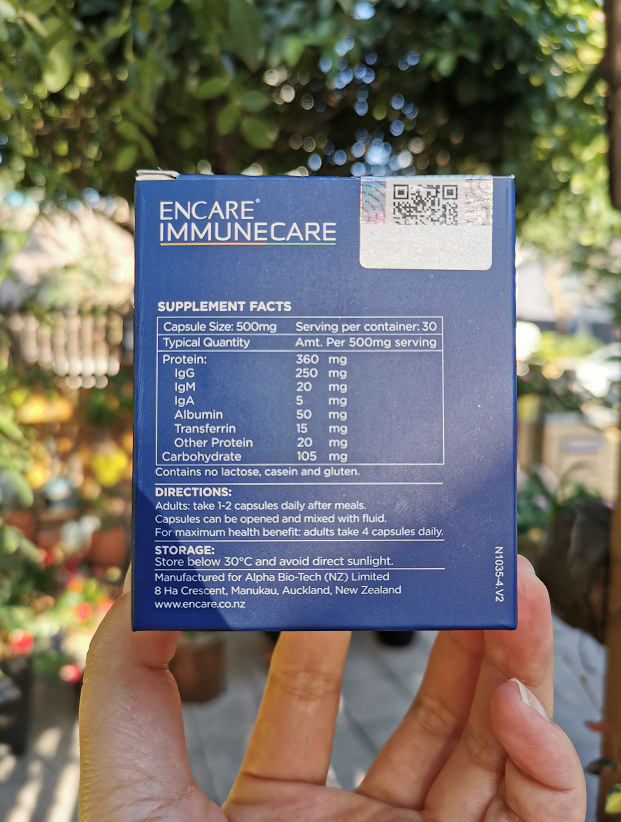 ENCARE®
IMMUNECARE
SUPPLEMENT FACTS
Capsule Size: 500mg Serving per container: 30
Typical Quantity Amt. Per 500mg serving
Protein: 360 mg
IgG 250 mg
IgM 20 mg
IgA 5 mg
Albumin 50 mg
Transferrin 15 mg
Other Protein 20 mg
Carbohydrate 105 mg
Contains no lactose, casein and gluten.
DIRECTIONS:
Adults: take 1-2 capsules daily after meals.
Capsules can be opened and mixed with fluid.
For maximum health benefit: adults take 4 capsules daily.
STORAGE:
Store below 30°C and avoid direct sunlight.
Manufactured for Alpha Bio-Tech (NZ) Limited
8 Ha Crescent, Manukau, Auckland, New Zealand
www.encare.co.nz
N1035-4.V2